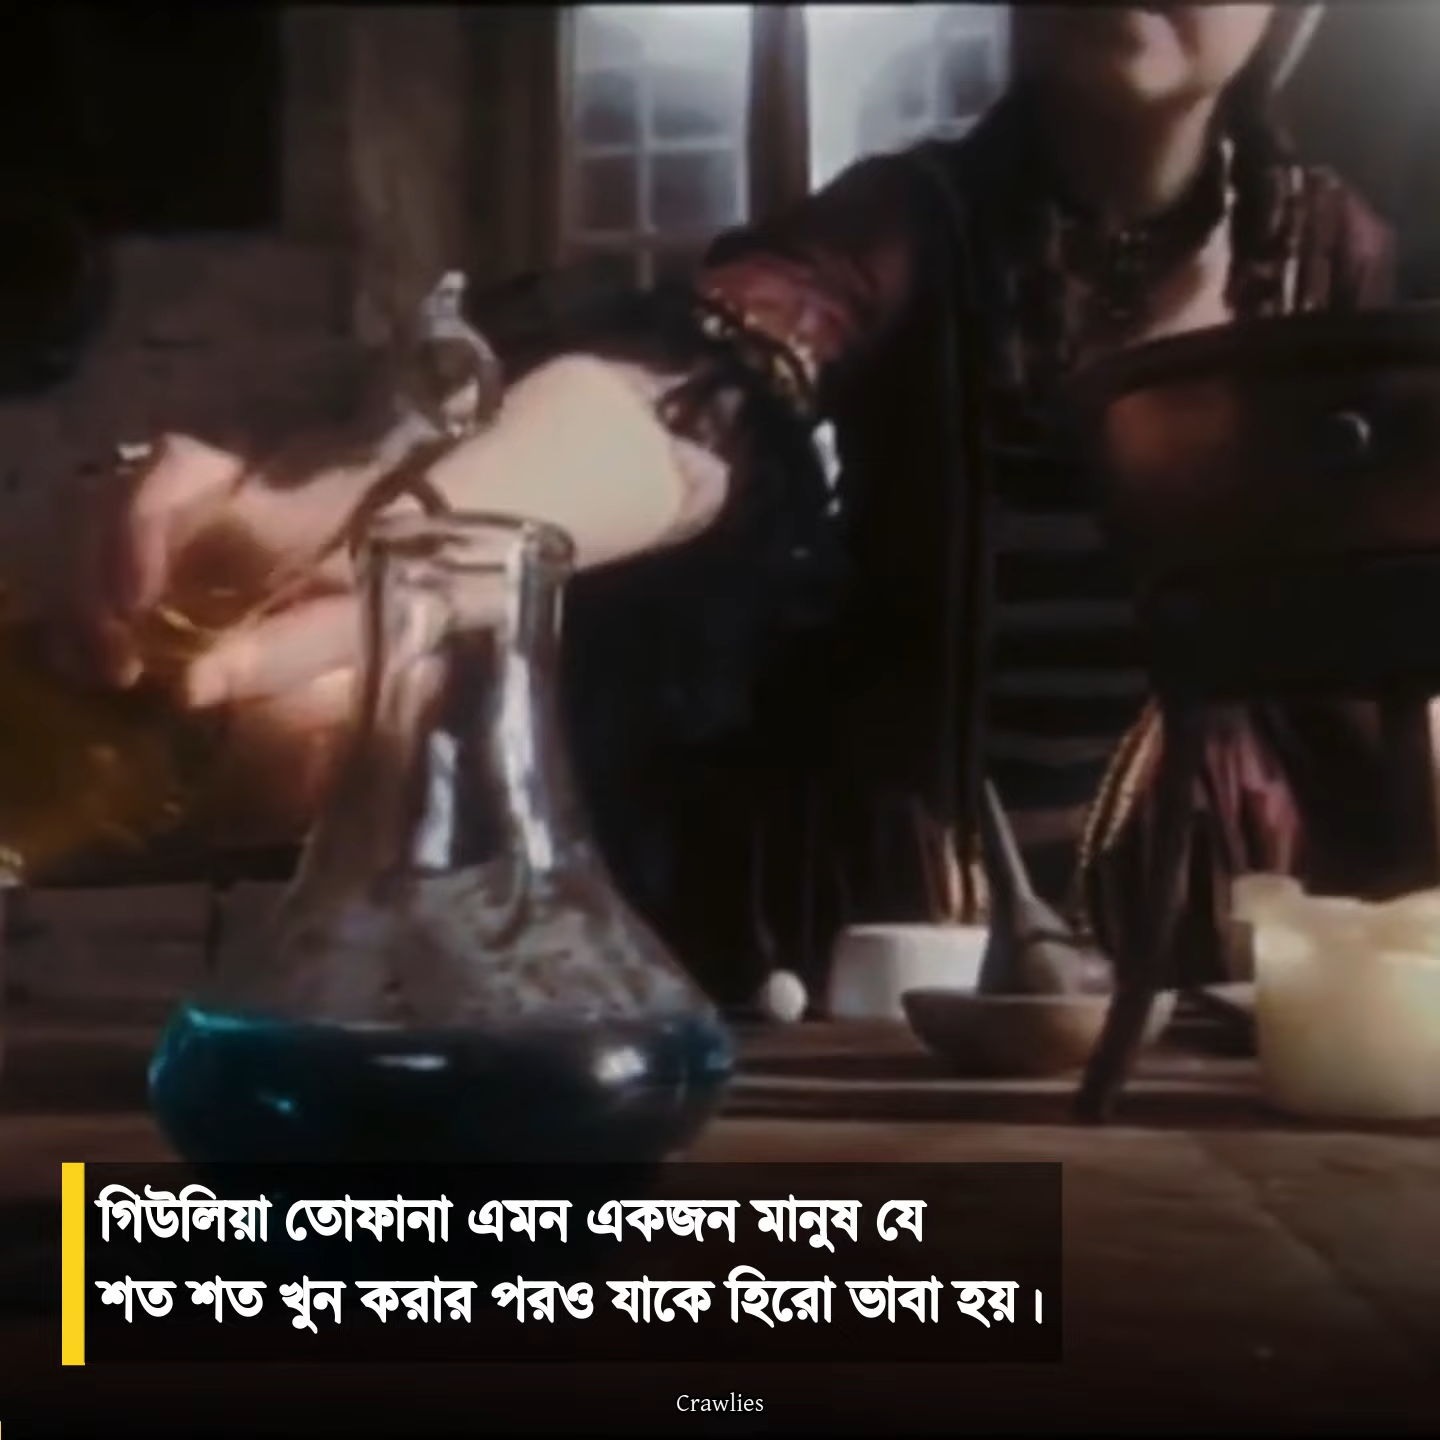 গিউলিয়া তোফানা এমন একজন মানুষ যে
শত শত খুন করার পরও যাকে হিরো ভাবা হয়।
Crawlies